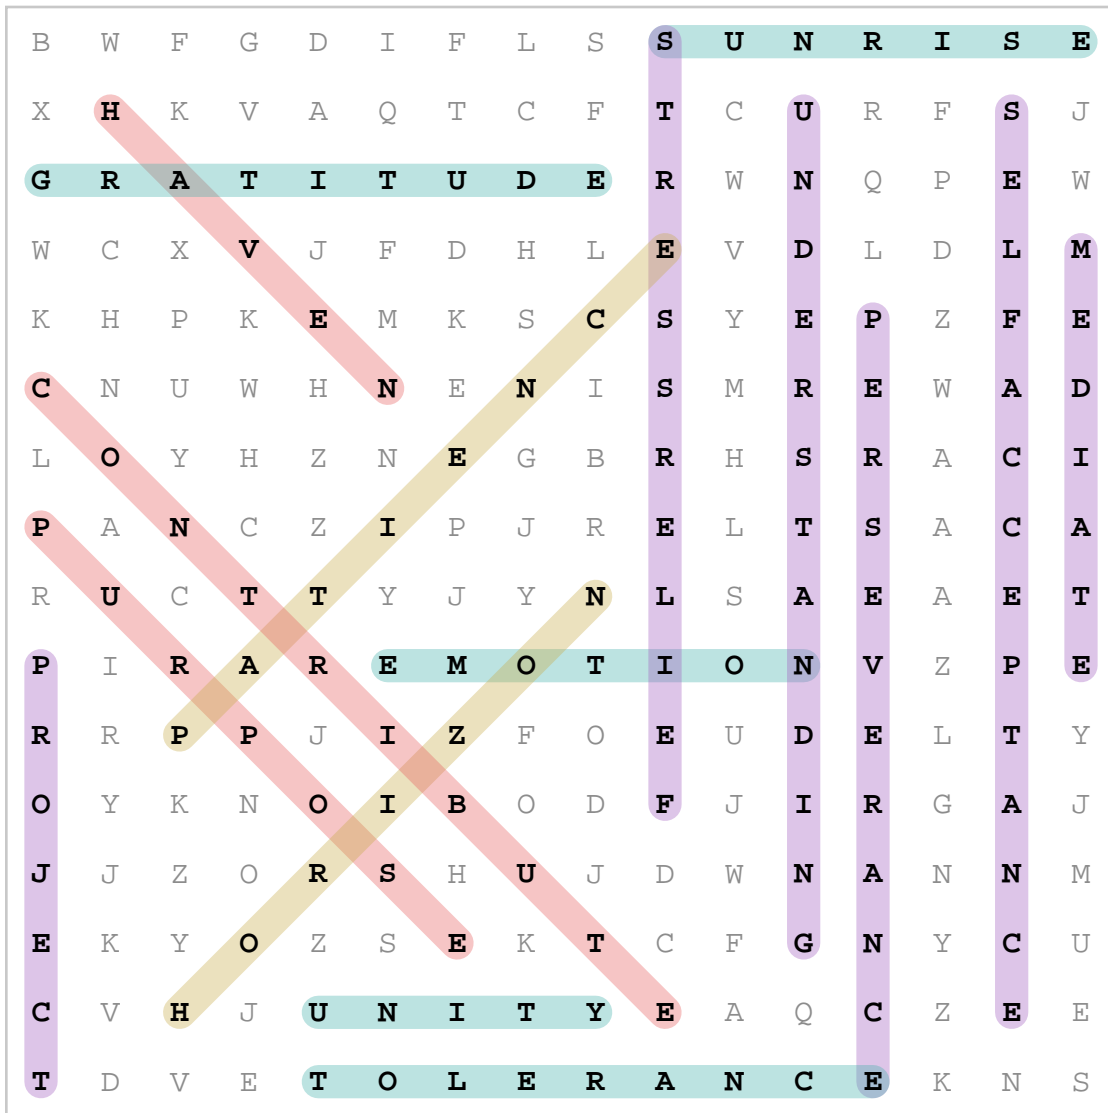 B W F G D I F L S S U N R I S E
X H K V A Q T C F T C U R F S J
G R A T I T U D E R W N Q P E W
W C X V J F D H L E V D L D L M
K H P K E M K S C S Y E P Z F E
C N U W H N E N I S M R E W A D
L O Y H Z N E G B R H S R A C I
P A N C Z I P J R E L T S A C A
R U C T T Y J Y N L S A E A E T
P I R A R E M O T I O N V Z P E
R R P P J I Z F O E U D E L T Y
O Y K N O I B O D F J I R G A J
J J Z O R S H U J D W N A N N M
E K Y O Z S E K T C F G N Y C U
C V H J U N I T Y E A Q C Z E E
T D V E T O L E R A N C E K N S